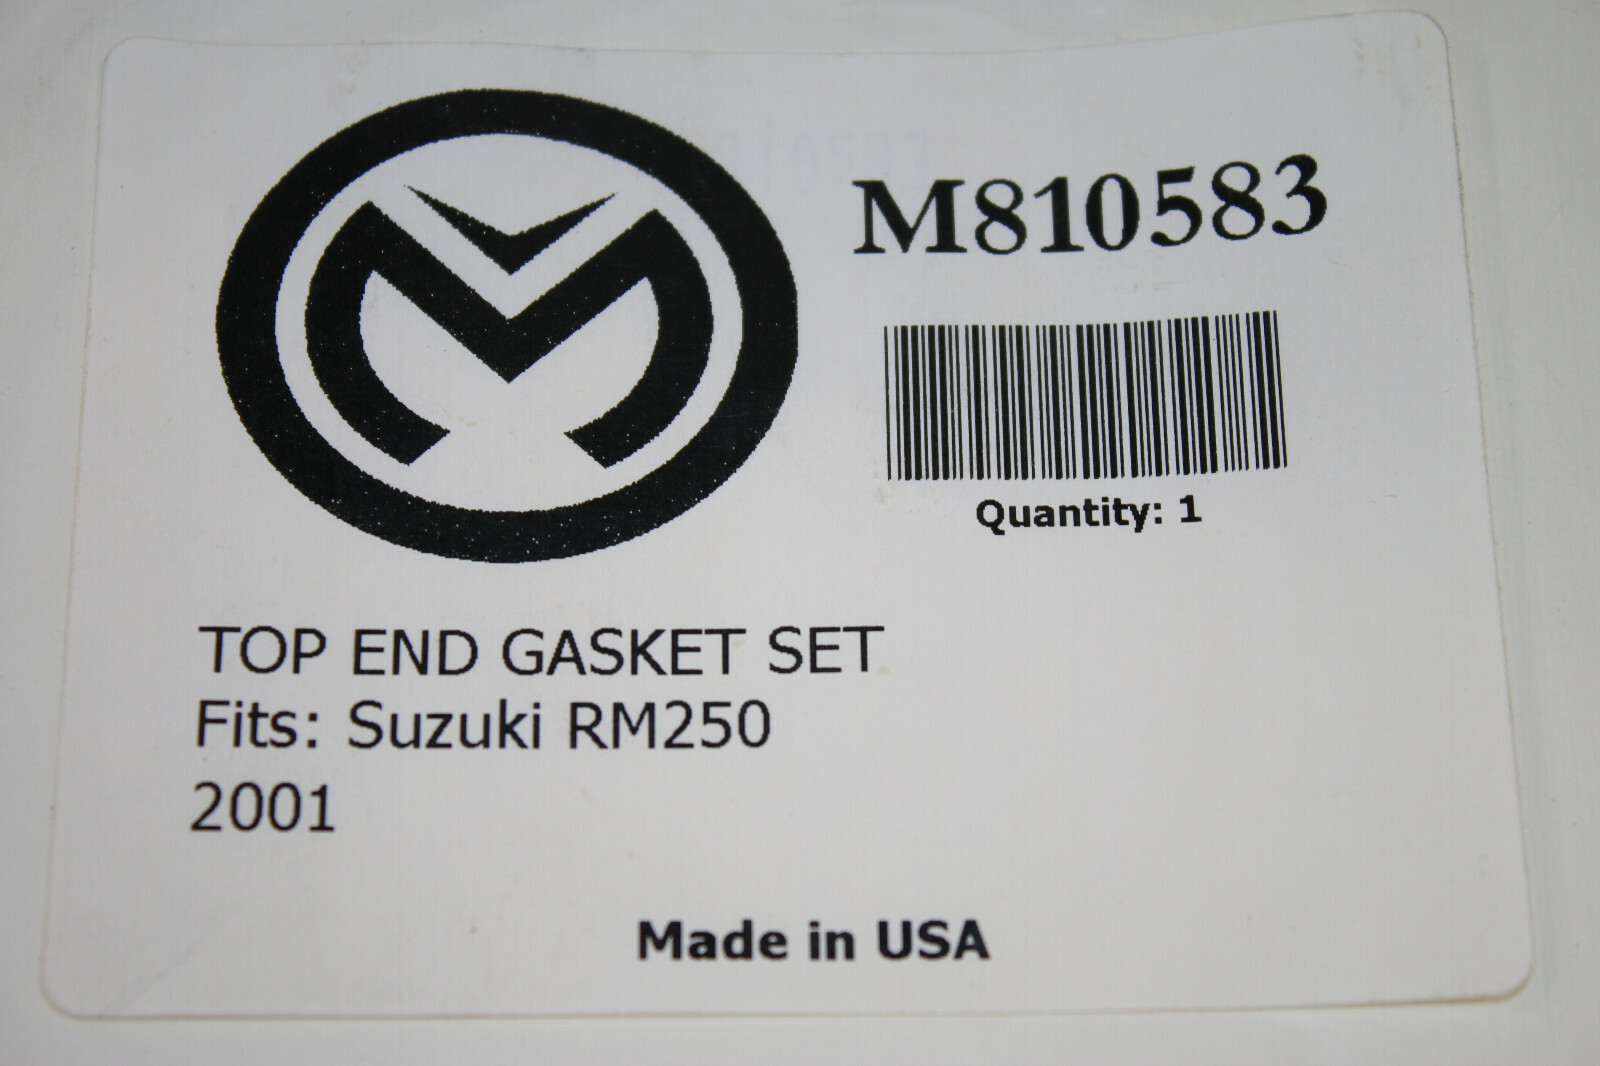 M810583
Quantity: 1
TOP END GASKET SET
Fits: Suzuki RM250
2001
Made in USA